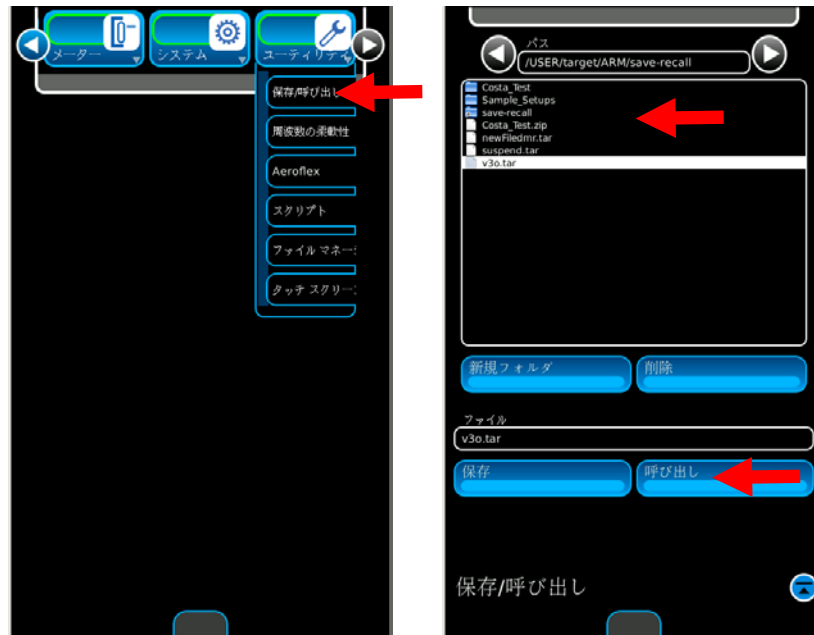 メーター
システム
ユーティリティ
保存/呼び出し
周波数の柔軟性
Aeroflex
スクリプト
ファイル マネー
タッチ スクリー
パス
/USER/target/ARM/save-recall
Costa_Test
Sample_Setups
save-recall
Costa_Test.zip
newFiledmr.tar
suspend.tar
v3o.tar
新規フォルダ
削除
ファイル
v3o.tar
保存
呼び出し
保存/呼び出し